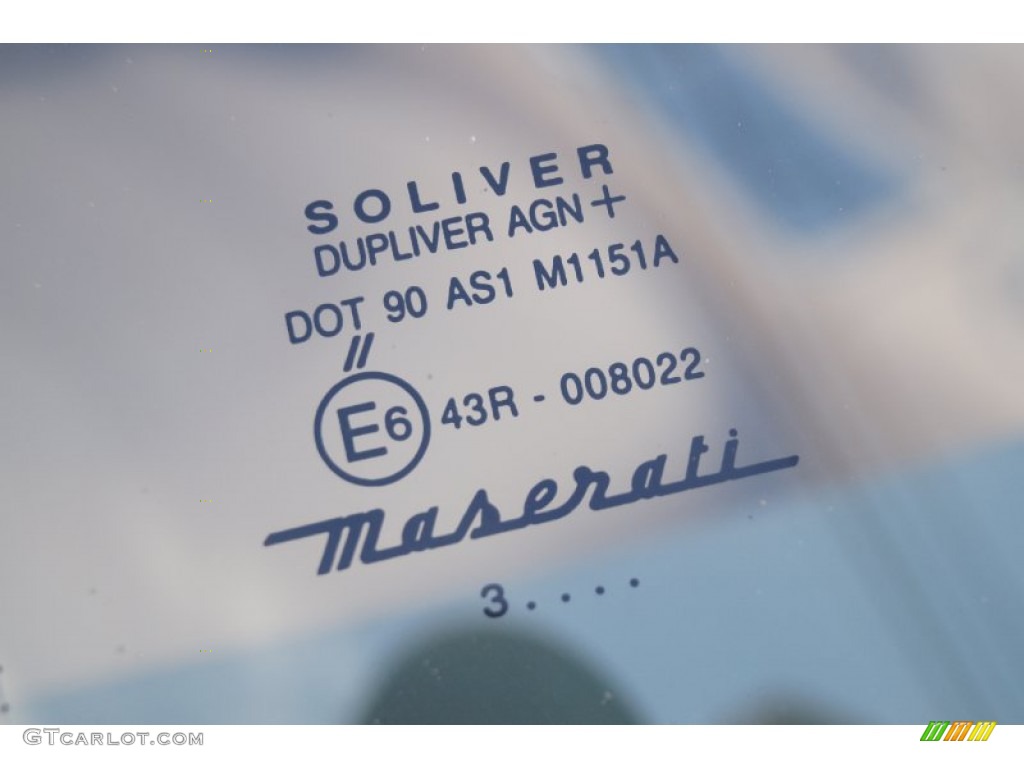 SOLIVER
DUPLIVER AGN+
DOT 90 AS1 M1151A
//
E6 43R - 008022
maserati
3....
GTcarlot.com